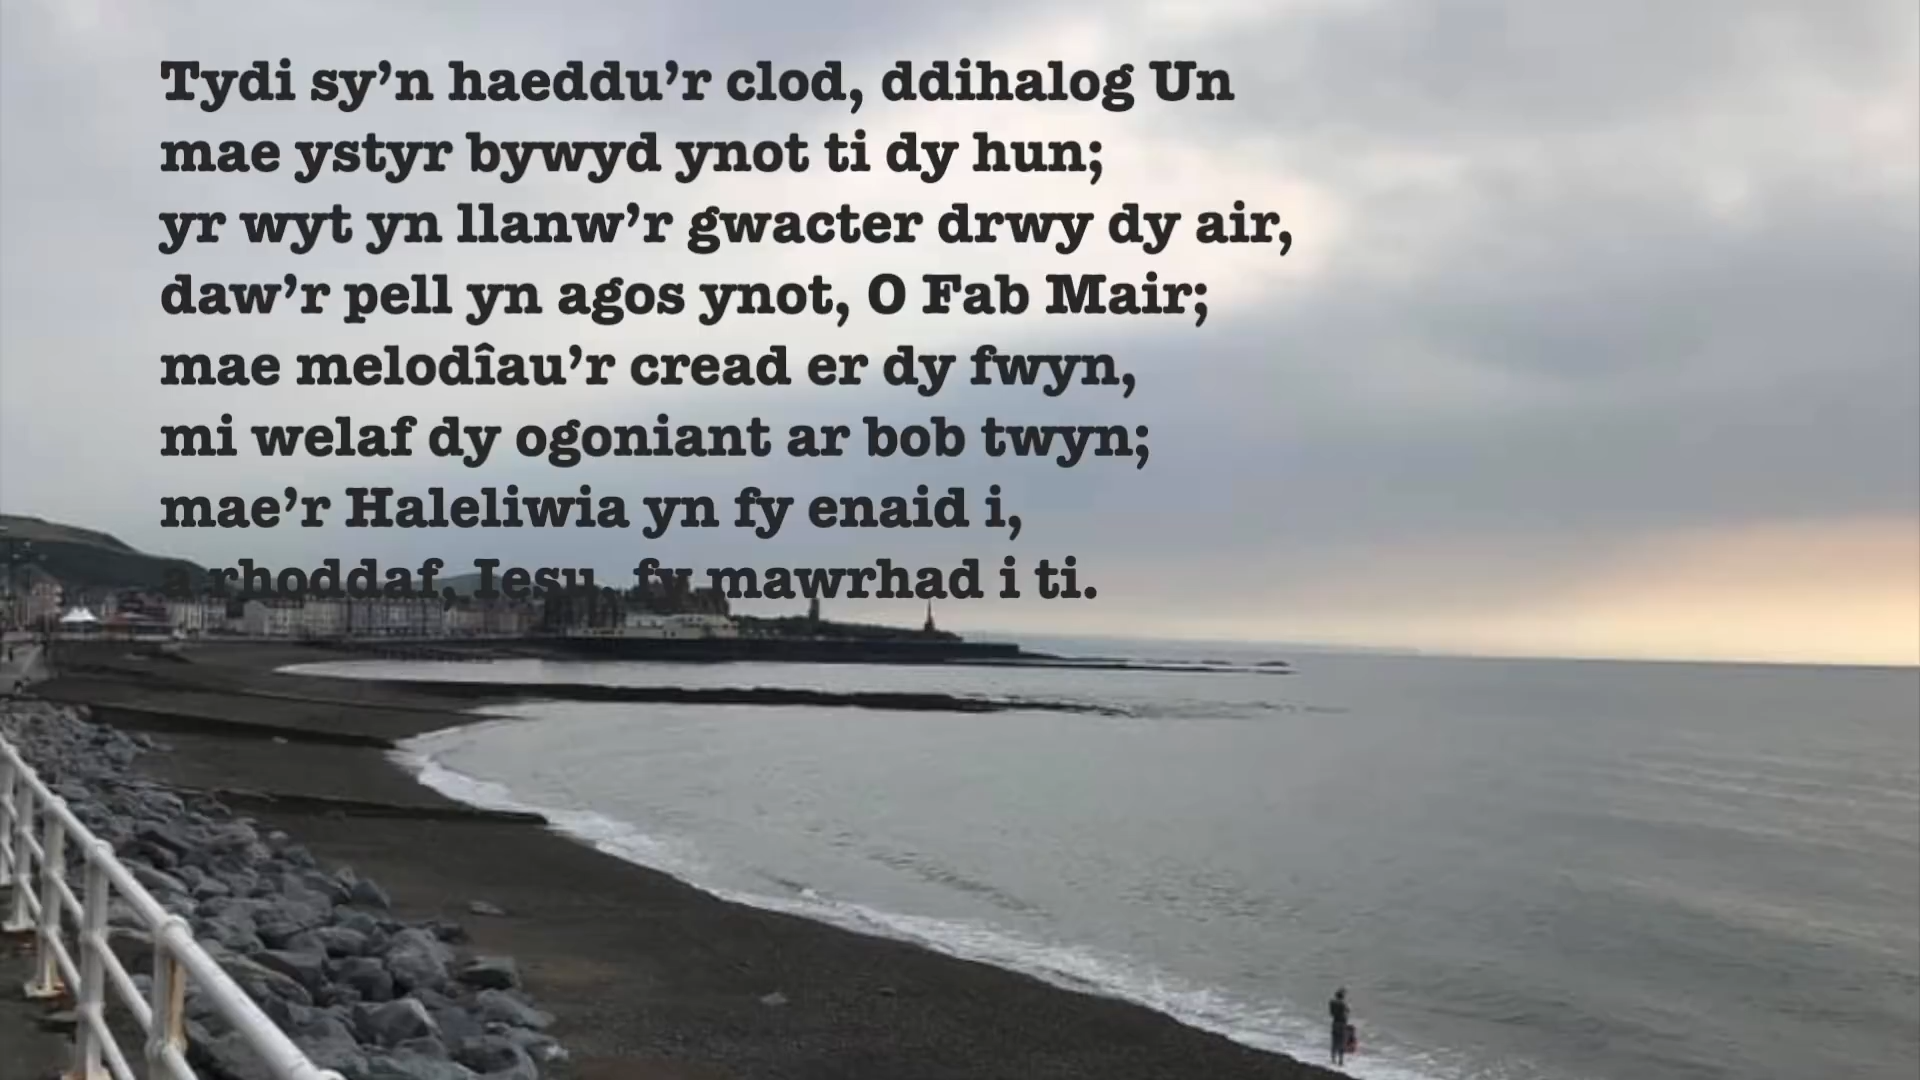 Tydi sy’n haeddu’r clod, ddihalog Un
mae ystyr bywyd ynot ti dy hun;
yr wyt yn llanw’r gwacter drwy dy air,
daw’r pell yn agos ynot, O Fab Mair;
mae melodîau’r cread er dy fwyn,
mi welaf dy ogoniant ar bob twyn;
mae’r Haleliwia yn fy enaid i,
a rhoddaf, Iesu, fy mawrhad i ti.